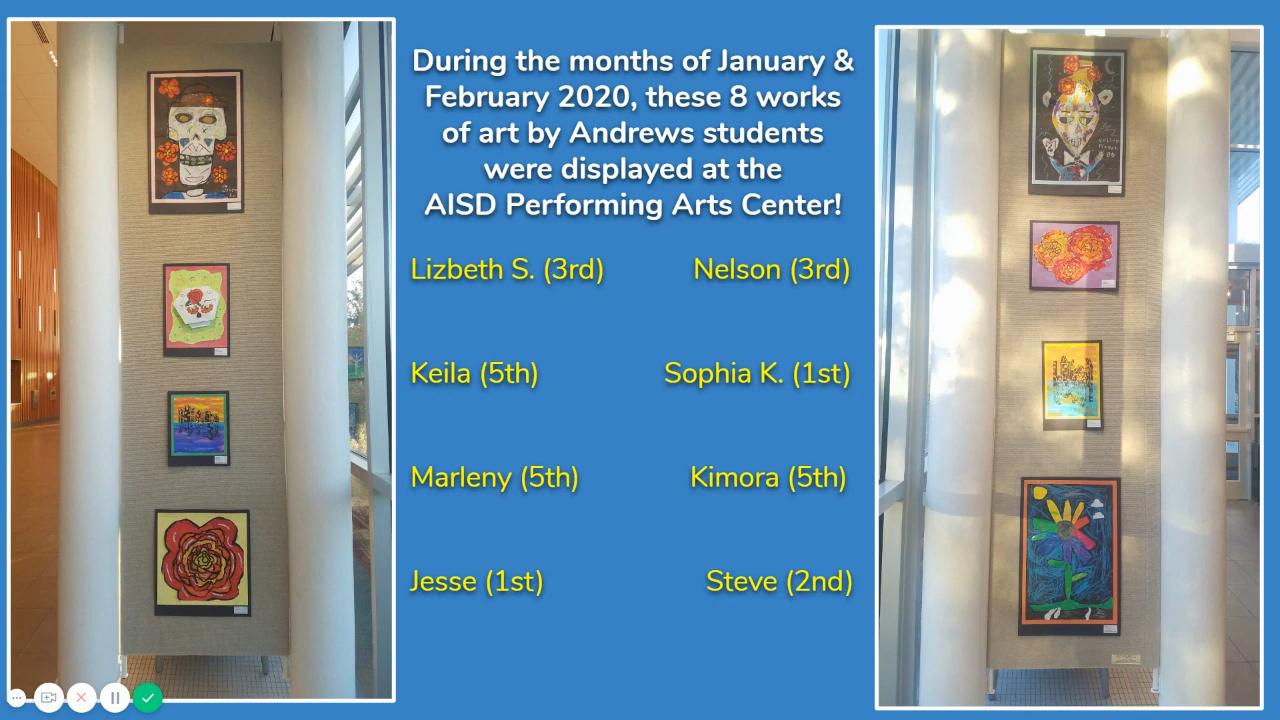 During the months of January &
February 2020, these 8 works
of art by Andrews students
were displayed at the
AISD Performing Arts Center!
Lizbeth S. (3rd)
Nelson (3rd)
Keila (5th)
Sophia K. (1st)
Marleny (5th)
Kimora (5th)
Jesse (1st)
Steve (2nd)